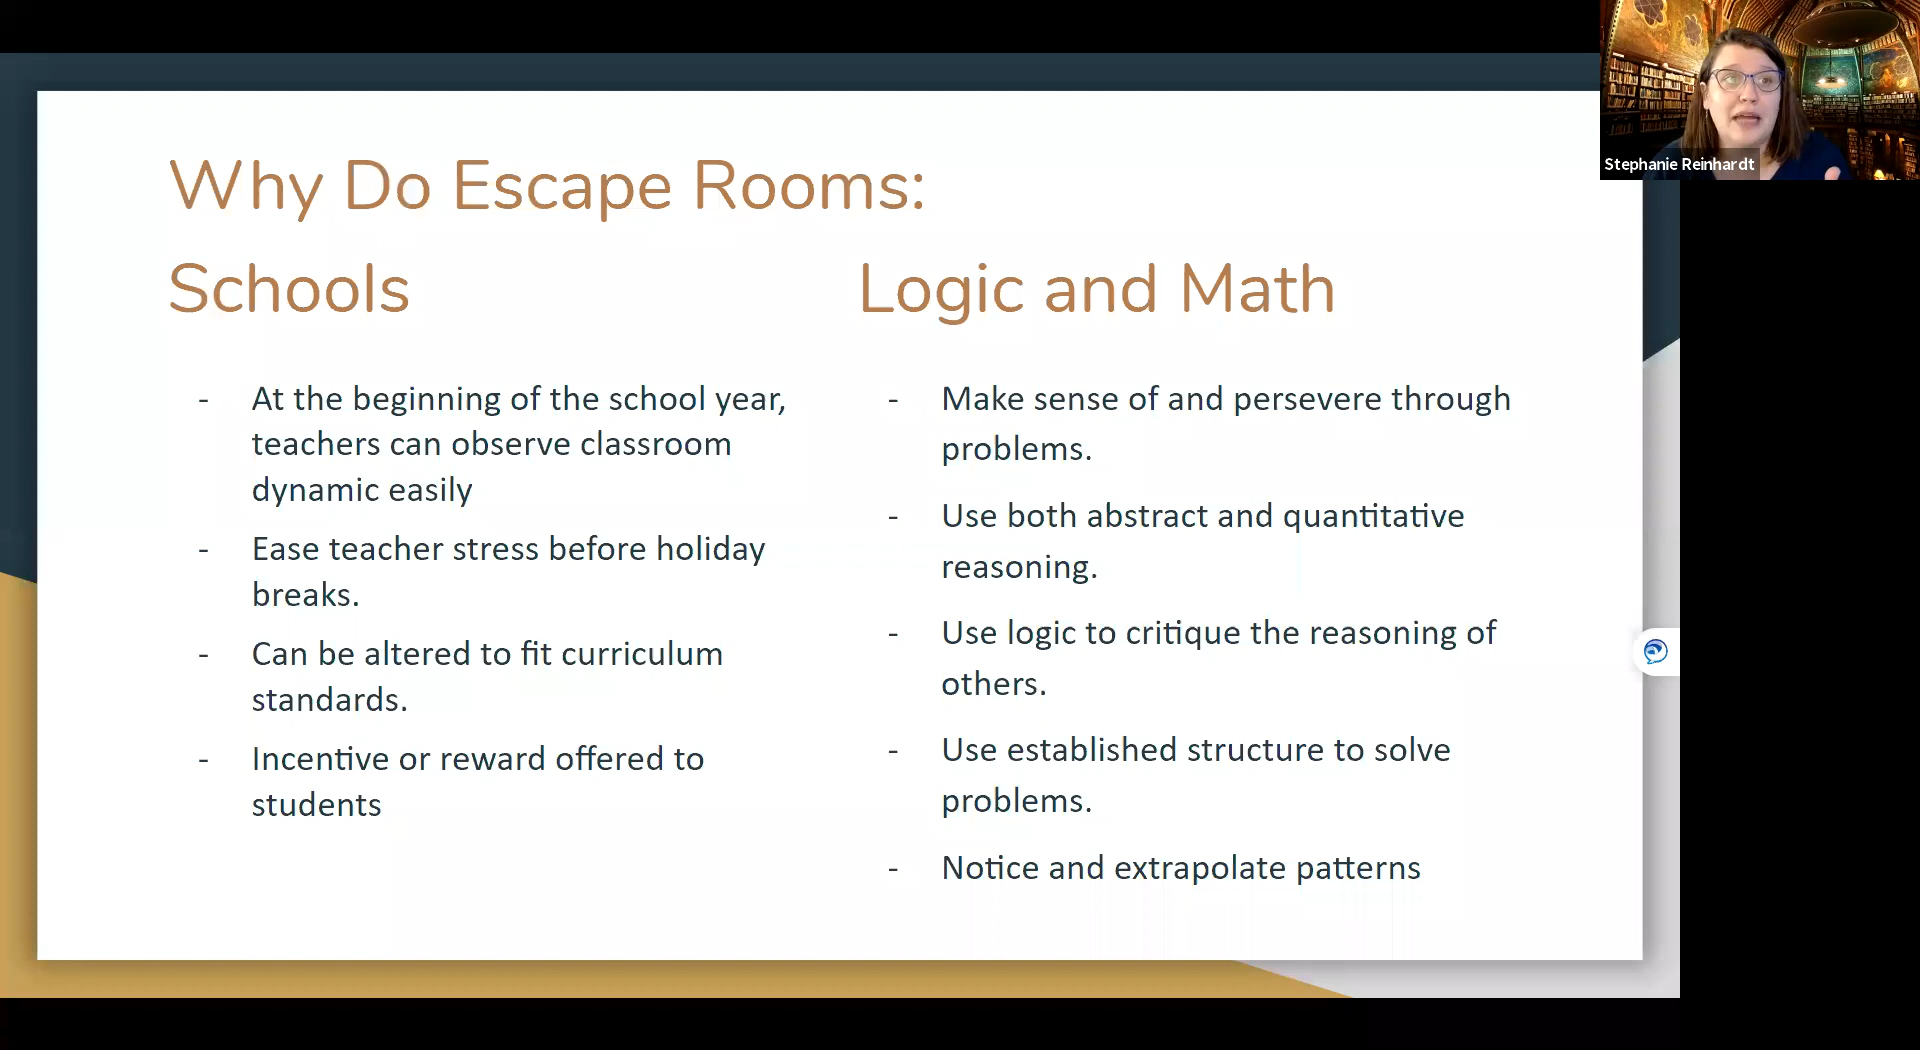 Why Do Escape Rooms:
Schools
- At the beginning of the school year,
teachers can observe classroom
dynamic easily
- Ease teacher stress before holiday
breaks.
- Can be altered to fit curriculum
standards.
- Incentive or reward offered to
students
Logic and Math
- Make sense of and persevere through
problems.
- Use both abstract and quantitative
reasoning.
- Use logic to critique the reasoning of
others.
- Use established structure to solve
problems.
- Notice and extrapolate patterns
Stephanie Reinhardt